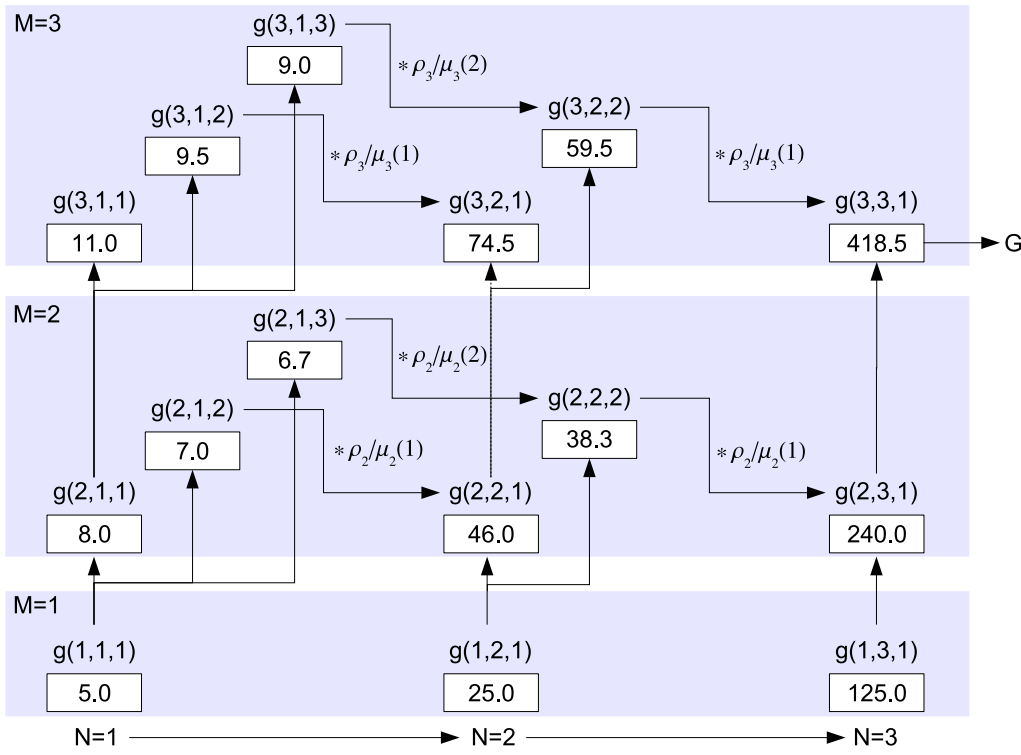 M=3
g(3,1,3)
9.0
* ρ₃/μ₃(2)
g(3,1,2)
9.5
* ρ₃/μ₃(1)
g(3,2,2)
59.5
* ρ₃/μ₃(1)
g(3,1,1)
11.0
g(3,2,1)
74.5
g(3,3,1)
418.5
G
M=2
g(2,1,3)
6.7
* ρ₂/μ₂(2)
g(2,1,2)
7.0
* ρ₂/μ₂(1)
g(2,2,2)
38.3
* ρ₂/μ₂(1)
g(2,1,1)
8.0
g(2,2,1)
46.0
g(2,3,1)
240.0
M=1
g(1,1,1)
5.0
g(1,2,1)
25.0
g(1,3,1)
125.0
N=1
N=2
N=3